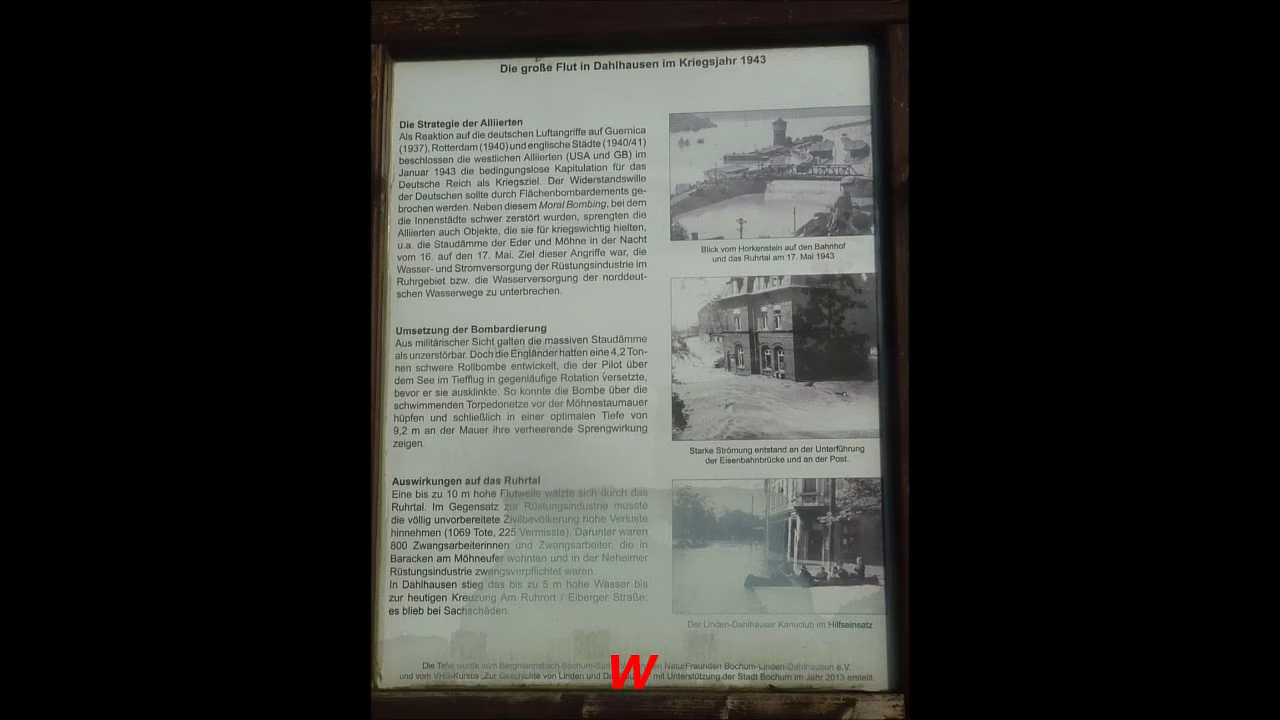 Die große Flut in Dahlhausen im Kriegsjahr 1943
Die Strategie der Alliierten
Als Reaktion auf die deutschen Luftangriffe auf Guernica
(1937), Rotterdam (1940) und englische Städte (1940/41)
beschlossen die westlichen Alliierten (USA und GB) im
Januar 1943 die bedingungslose Kapitulation für das
Deutsche Reich als Kriegsziel. Der Widerstandswille
der Deutschen sollte durch Flächenbombardements ge-
brochen werden. Neben diesem Moral Bombing, bei dem
die Innenstädte schwer zerstört wurden, sprengten die
Alliierten auch Objekte, die sie für kriegswichtig hielten,
u.a. die Staudämme der Eder und Möhne in der Nacht
vom 16. auf den 17. Mai. Ziel dieser Angriffe war, die
Wasser- und Stromversorgung der Rüstungsindustrie im
Ruhrgebiet bzw. die Wasserversorgung der norddeut-
schen Wasserwege zu unterbrechen.
Umsetzung der Bombardierung
Aus militärischer Sicht galten die massiven Staudämme
als unzerstörbar. Doch die Engländer hatten eine 4,2 Ton-
nen schwere Rollbombe entwickelt, die der Pilot über
dem See im Tiefflug in gegenläufige Rotation versetzte,
bevor er sie ausklinkte. So konnte die Bombe über die
schwimmenden Torpedonetze vor der Möhnestaumauer
hüpfen und schließlich in einer optimalen Tiefe von
9,2 m an der Mauer ihre verheerende Sprengwirkung
zeigen.
Auswirkungen auf das Ruhrtal
Eine bis zu 10 m hohe Flutwelle wälzte sich durch das
Ruhrtal. Im Gegensatz zur Rüstungsindustrie musste
die völlig unvorbereitete Zivilbevölkerung hohe Verluste
hinnehmen (1069 Tote, 225 Vermisste). Darunter waren
800 Zwangsarbeiterinnen und Zwangsarbeiter, die in
Baracken am Möhneufer wohnten und in der Neheimer
Rüstungsindustrie zwangsverpflichtet waren.
In Dahlhausen stieg das bis zu 5 m hohe Wasser bis
zur heutigen Kreuzung Am Ruhrort / Eiberger Straße;
es blieb bei Sachschäden.
Blick vom Horkenstein auf den Bahnhof
und das Ruhrtal am 17. Mai 1943
Starke Strömung entstand an der Unterführung
der Eisenbahnbrücke und an der Post.
Der Linden-Dahlhauser Kanuclub im Hilfseinsatz
Die Tafel wurde vom Bergmannstisch Bochum-Süd NaturFreunden Bochum-Linden-Dahlhausen e.V.
und vom VHS-Kursus „Zur Geschichte von Linden und mit Unterstützung der Stadt Bochum im Jahr 2013 erstellt.
W